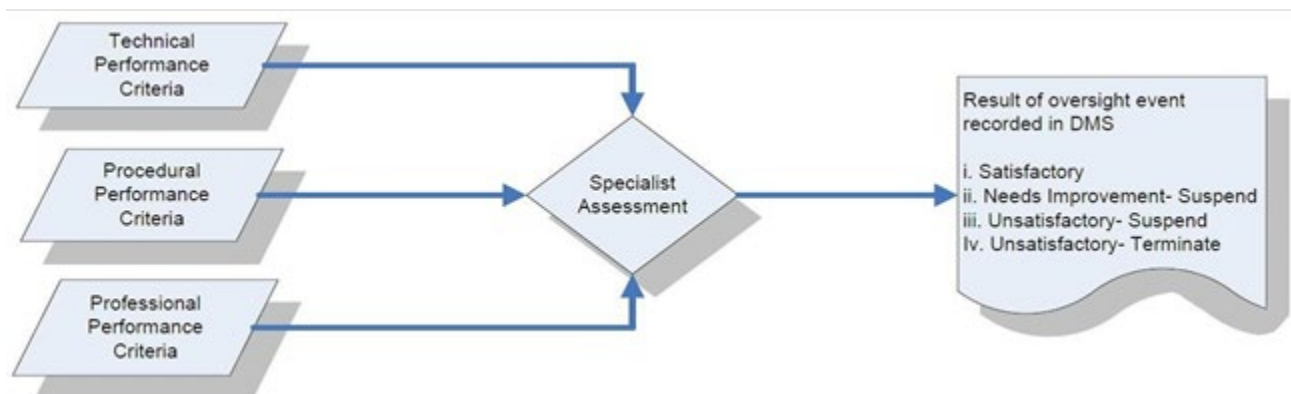 Technical
Performance
Criteria
Procedural
Performance
Criteria
Professional
Performance
Criteria
Specialist
Assessment
Result of oversight event
recorded in DMS
i. Satisfactory
ii. Needs Improvement- Suspend
iii. Unsatisfactory- Suspend
Iv. Unsatisfactory- Terminate